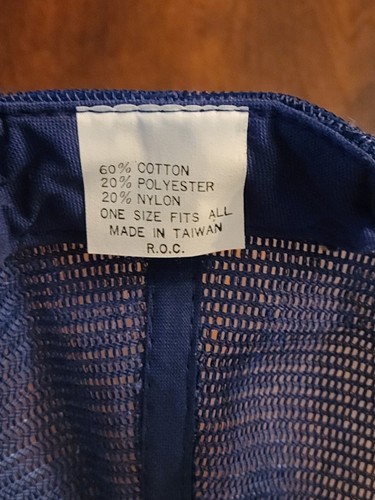 60% COTTON
20% POLYESTER
20% NYLON
ONE SIZE FITS ALL
MADE IN TAIWAN
R.O.C.